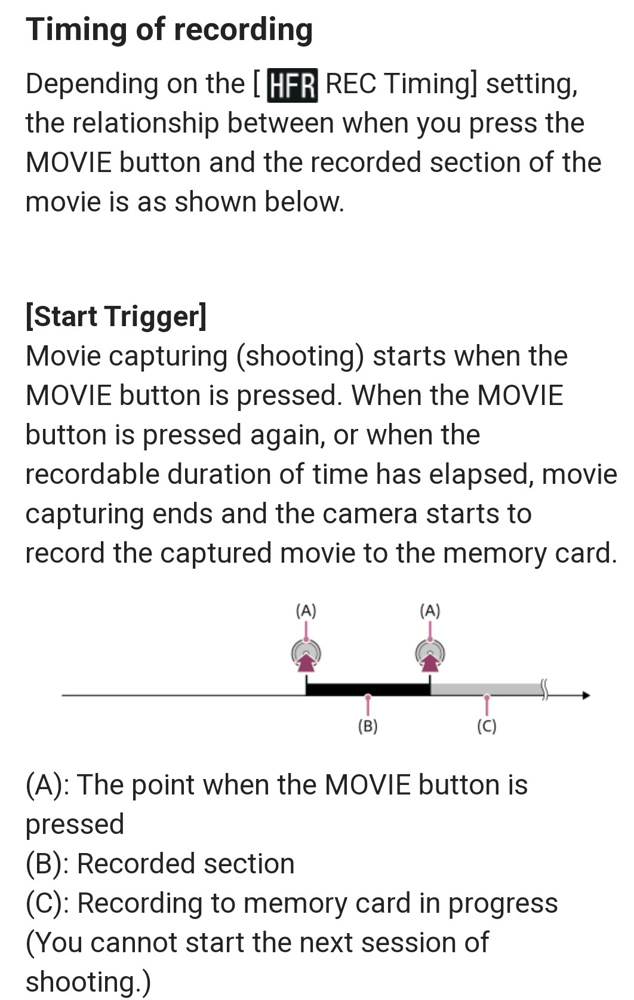 Timing of recording
Depending on the [ HFR REC Timing] setting,
the relationship between when you press the
MOVIE button and the recorded section of the
movie is as shown below.
[Start Trigger]
Movie capturing (shooting) starts when the
MOVIE button is pressed. When the MOVIE
button is pressed again, or when the
recordable duration of time has elapsed, movie
capturing ends and the camera starts to
record the captured movie to the memory card.
(A) (A)
(B) (C)
(A): The point when the MOVIE button is
pressed
(B): Recorded section
(C): Recording to memory card in progress
(You cannot start the next session of
shooting.)